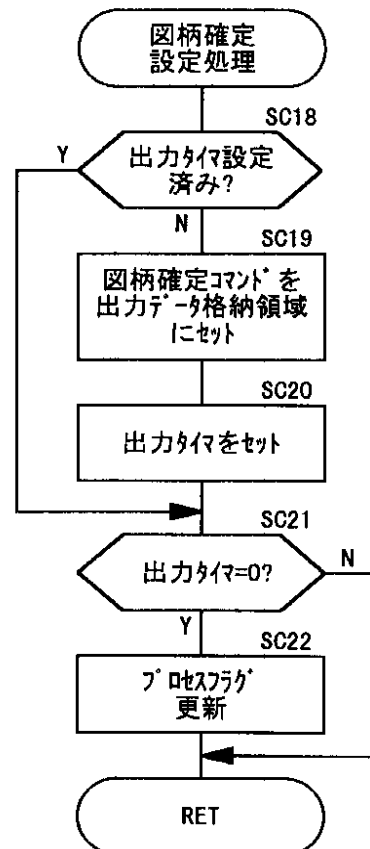 図柄確定
設定処理
SC18
Y
出力ﾀｲﾏ設定
済み?
N
SC19
図柄確定ｺﾏﾝﾄﾞを
出力ﾃﾞｰﾀ格納領域
にｾｯﾄ
SC20
出力ﾀｲﾏをｾｯﾄ
SC21
出力ﾀｲﾏ=0?
N
Y
SC22
ﾌﾟﾛｾｽﾌﾗｸﾞ
更新
RET